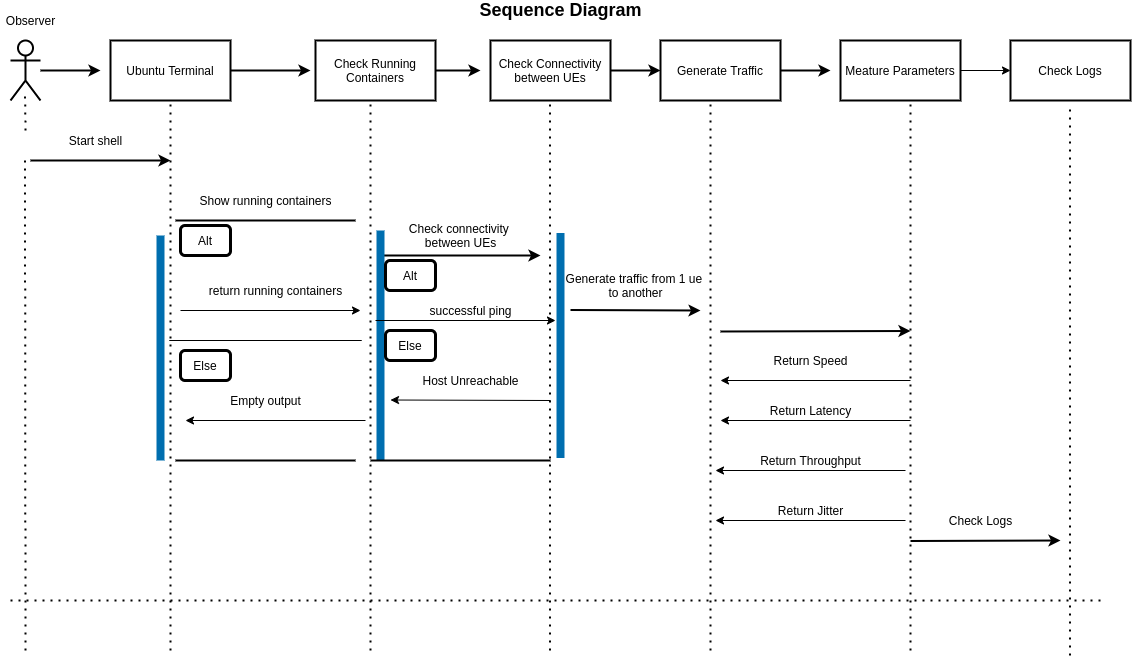 Sequence Diagram
Observer
Ubuntu Terminal
Check Running
Containers
Check Connectivity
between UEs
Generate Traffic
Meature Parameters
Check Logs
Start shell
Show running containers
Alt
Check connectivity
between UEs
Alt
Generate traffic from 1 ue
to another
return running containers
successful ping
Else
Return Speed
Else
Host Unreachable
Empty output
Return Latency
Return Throughput
Return Jitter
Check Logs